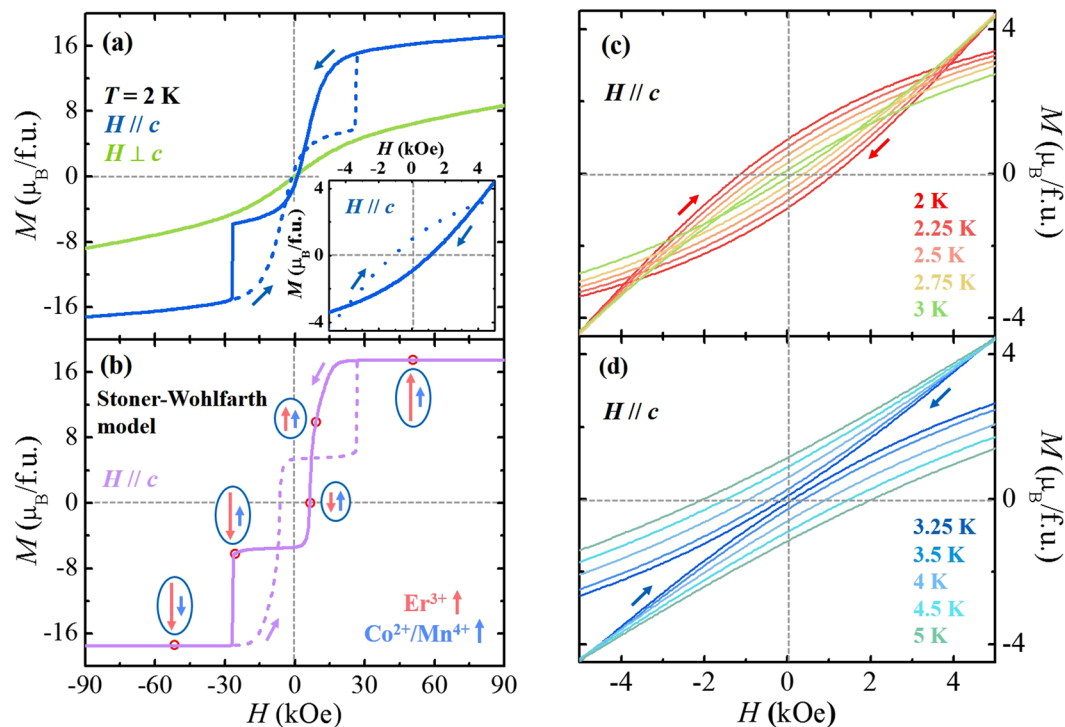 (a)
T = 2 K
H // c
H ⊥ c
16
8
0
-8
-16
M (μB/f.u.)
H (kOe)
-4 -2 0 2 4
H // c
4
2
0
-2
-4
M (μB/f.u.)
(b)
Stoner-Wohlfarth
model
H // c
Er3+
Co2+/Mn4+
16
8
0
-8
-16
M (μB/f.u.)
-90 -60 -30 0 30 60 90
H (kOe)
(c)
H // c
2 K
2.25 K
2.5 K
2.75 K
3 K
4
0
-4
M (μB/f.u.)
(d)
H // c
3.25 K
3.5 K
4 K
4.5 K
5 K
4
0
-4
M (μB/f.u.)
-4 -2 0 2 4
H (kOe)